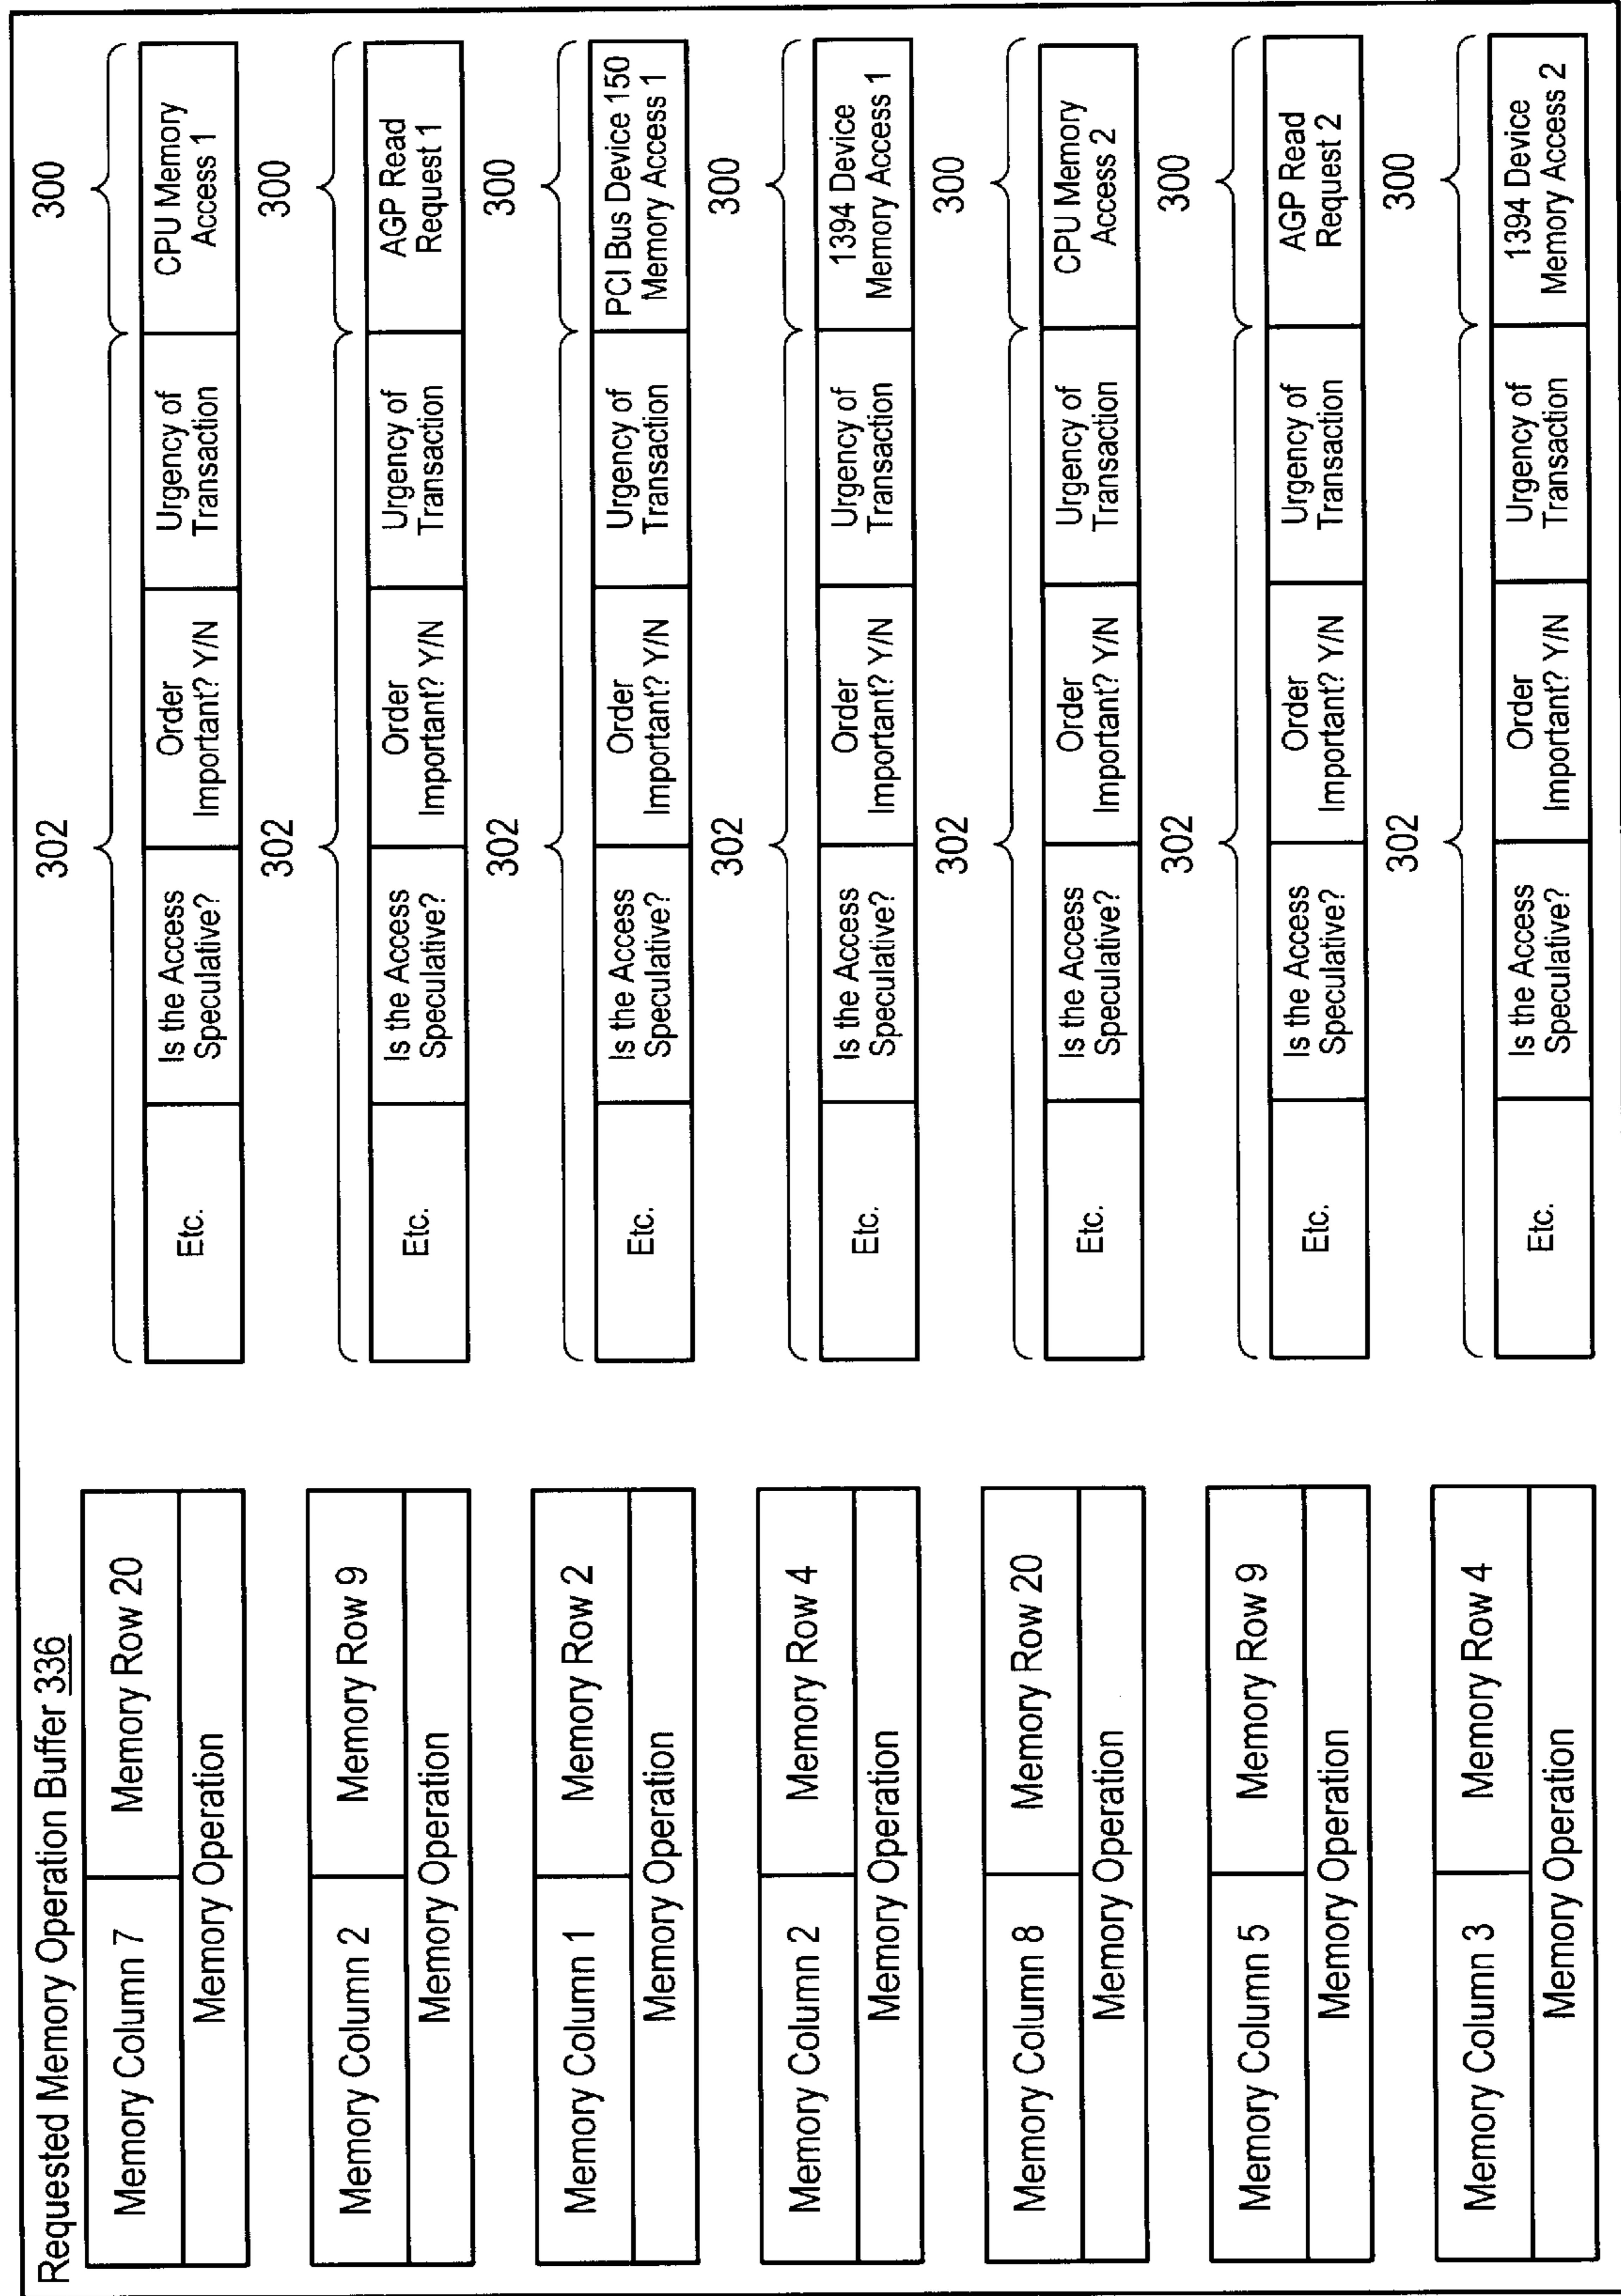 Requested Memory Operation Buffer 336
302
300
Memory Column 7
Memory Row 20
Memory Operation
Etc.
Is the Access
Speculative?
Order
Important? Y/N
Urgency of
Transaction
CPU Memory
Access 1
302
300
Memory Column 2
Memory Row 9
Memory Operation
Etc.
Is the Access
Speculative?
Order
Important? Y/N
Urgency of
Transaction
AGP Read
Request 1
302
300
Memory Column 1
Memory Row 2
Memory Operation
Etc.
Is the Access
Speculative?
Order
Important? Y/N
Urgency of
Transaction
PCI Bus Device 150
Memory Access 1
302
300
Memory Column 2
Memory Row 4
Memory Operation
Etc.
Is the Access
Speculative?
Order
Important? Y/N
Urgency of
Transaction
1394 Device
Memory Access 1
302
300
Memory Column 8
Memory Row 20
Memory Operation
Etc.
Is the Access
Speculative?
Order
Important? Y/N
Urgency of
Transaction
CPU Memory
Access 2
302
300
Memory Column 5
Memory Row 9
Memory Operation
Etc.
Is the Access
Speculative?
Order
Important? Y/N
Urgency of
Transaction
AGP Read
Request 2
302
300
Memory Column 3
Memory Row 4
Memory Operation
Etc.
Is the Access
Speculative?
Order
Important? Y/N
Urgency of
Transaction
1394 Device
Memory Access 2